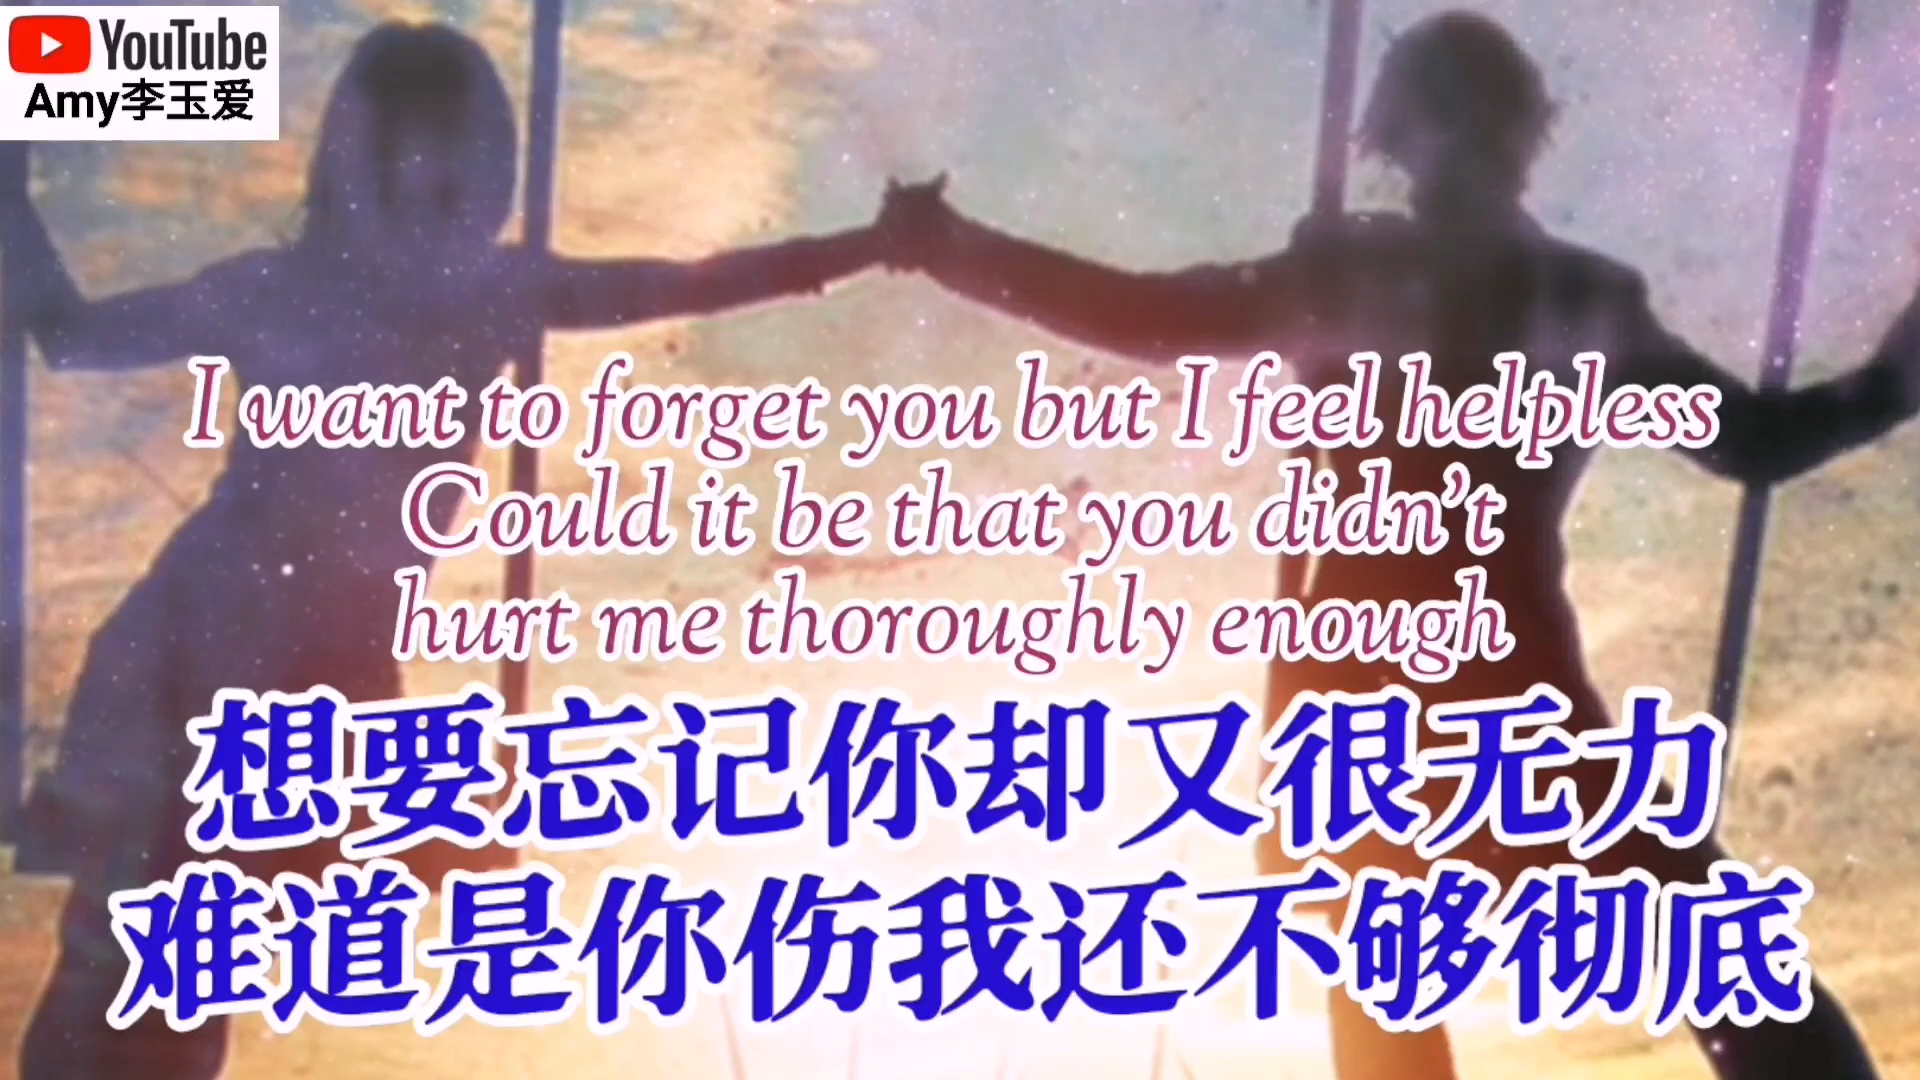 YouTube
Amy李玉爱
I want to forget you but I feel helpless
Could it be that you didn't
hurt me thoroughly enough
想要忘记你却又很无力
难道是你伤我还不够彻底